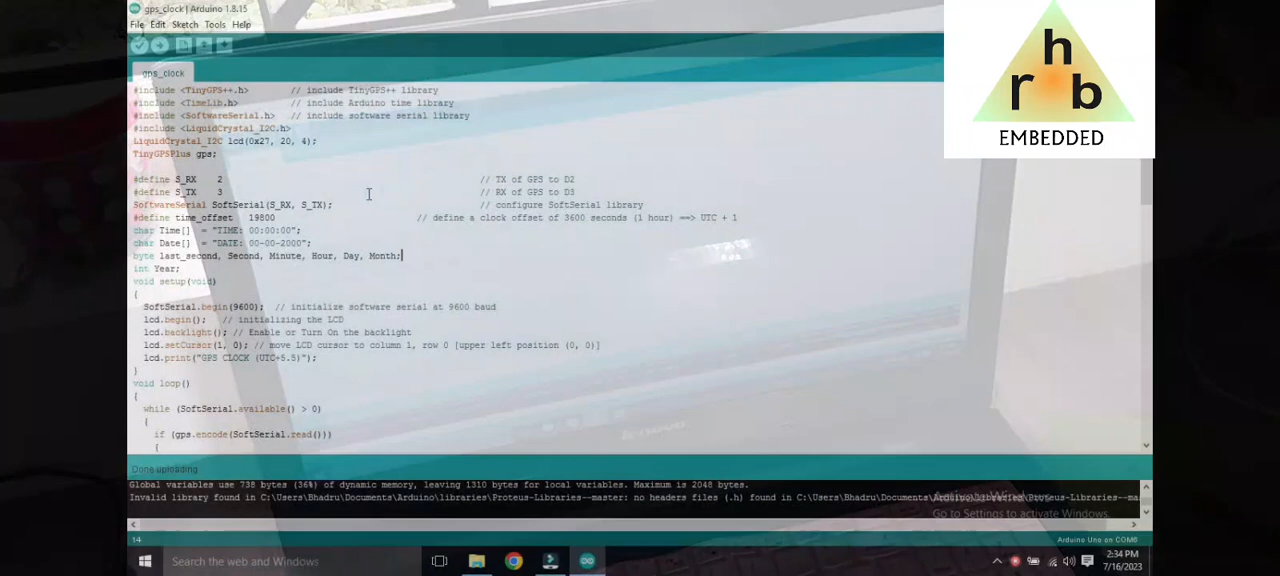 gps_clock | Arduino 1.8.15
File Edit Sketch Tools Help
gps_clock
#include <TinyGPS++.h> // include TinyGPS++ library
#include <TimeLib.h> // include Arduino time library
#include <SoftwareSerial.h> // include software serial library
#include <LiquidCrystal_I2C.h>
LiquidCrystal_I2C lcd(0x27, 20, 4);
TinyGPSPlus gps;
#define S_RX 2 // TX of GPS to D2
#define S_TX 3 // RX of GPS to D3
SoftwareSerial SoftSerial(S_RX, S_TX); // configure SoftSerial library
#define time_offset 19800 // define a clock offset of 3600 seconds (1 hour) ==> UTC + 1
char Time[] = "TIME: 00:00:00";
char Date[] = "DATE: 00-00-2000";
byte last_second, Second, Minute, Hour, Day, Month;
int Year;
void setup(void)
{
SoftSerial.begin(9600); // initialize software serial at 9600 baud
lcd.begin(); // initializing the LCD
lcd.backlight(); // Enable or Turn On the backlight
lcd.setCursor(1, 0); // move LCD cursor to column 1, row 0 [upper left position (0, 0)]
lcd.print("GPS CLOCK (UTC+5.5)");
}
void loop()
{
while (SoftSerial.available() > 0)
{
if (gps.encode(SoftSerial.read()))
{
hrb
EMBEDDED
lenovo
Done uploading
Global variables use 738 bytes (36%) of dynamic memory, leaving 1310 bytes for local variables. Maximum is 2048 bytes.
Invalid library found in C:\Users\Bhadru\Documents\Arduino\libraries\Proteus-Libraries--master: no headers files (.h) found in C:\Users\Bhadru\Documents\Arduino\libraries\Proteus-Libraries--ma
Activate Windows
Go to Settings to activate Windows.
14
Arduino Uno on COM6
Search the web and Windows
2:34 PM
7/16/2023